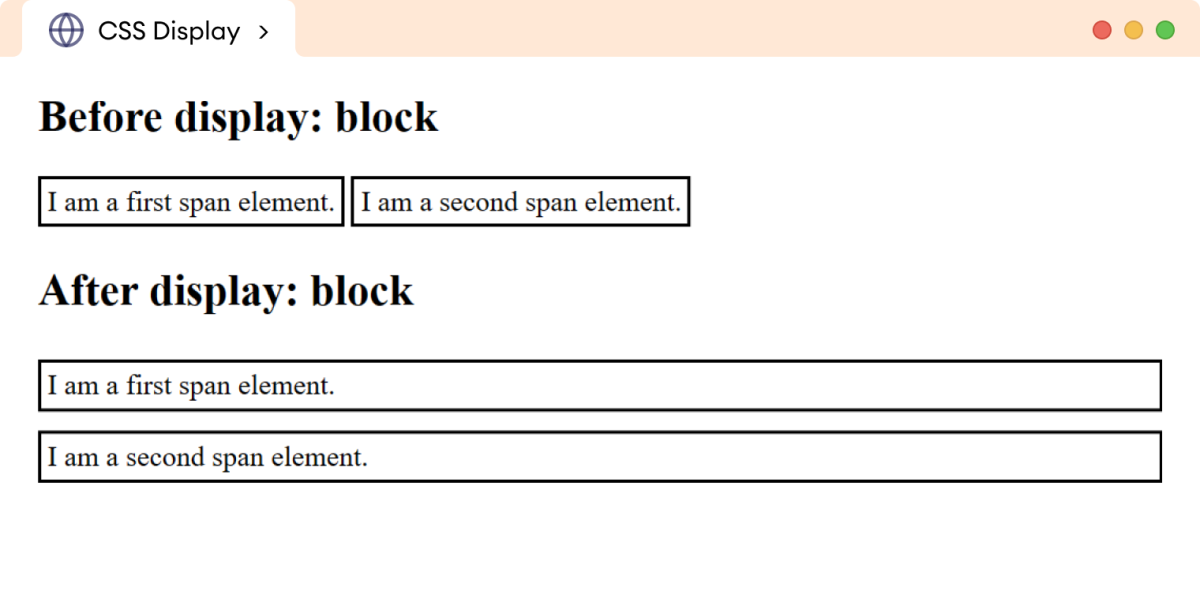 CSS Display
Before display: block
I am a first span element. I am a second span element.
After display: block
I am a first span element.
I am a second span element.